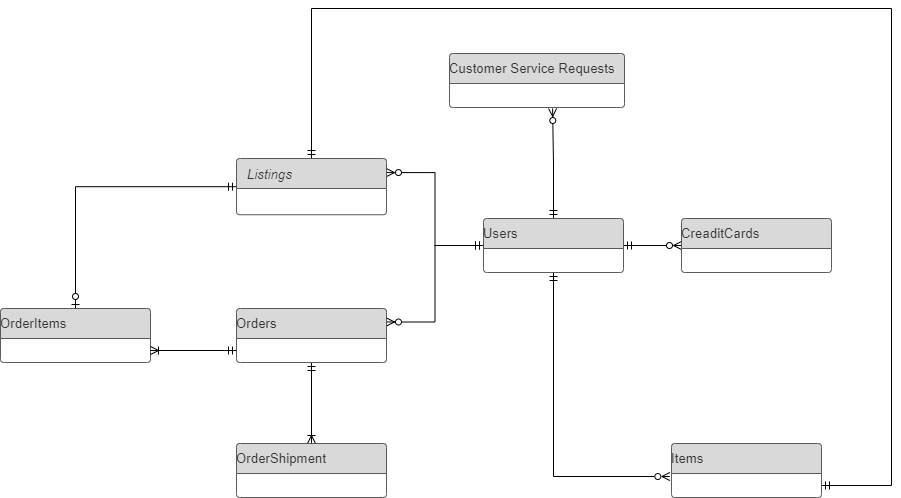 Customer Service Requests
Listings
Users
CreaditCards
OrderItems
Orders
OrderShipment
Items